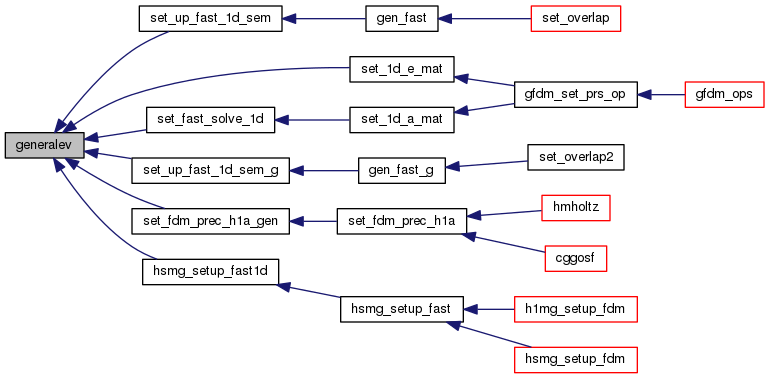 set_up_fast_1d_sem
gen_fast
set_overlap
set_1d_e_mat
gfdm_set_prs_op
gfdm_ops
set_fast_solve_1d
set_1d_a_mat
generalev
set_up_fast_1d_sem_g
gen_fast_g
set_overlap2
set_fdm_prec_h1a_gen
set_fdm_prec_h1a
hmholtz
cggosf
hsmg_setup_fast1d
hsmg_setup_fast
h1mg_setup_fdm
hsmg_setup_fdm